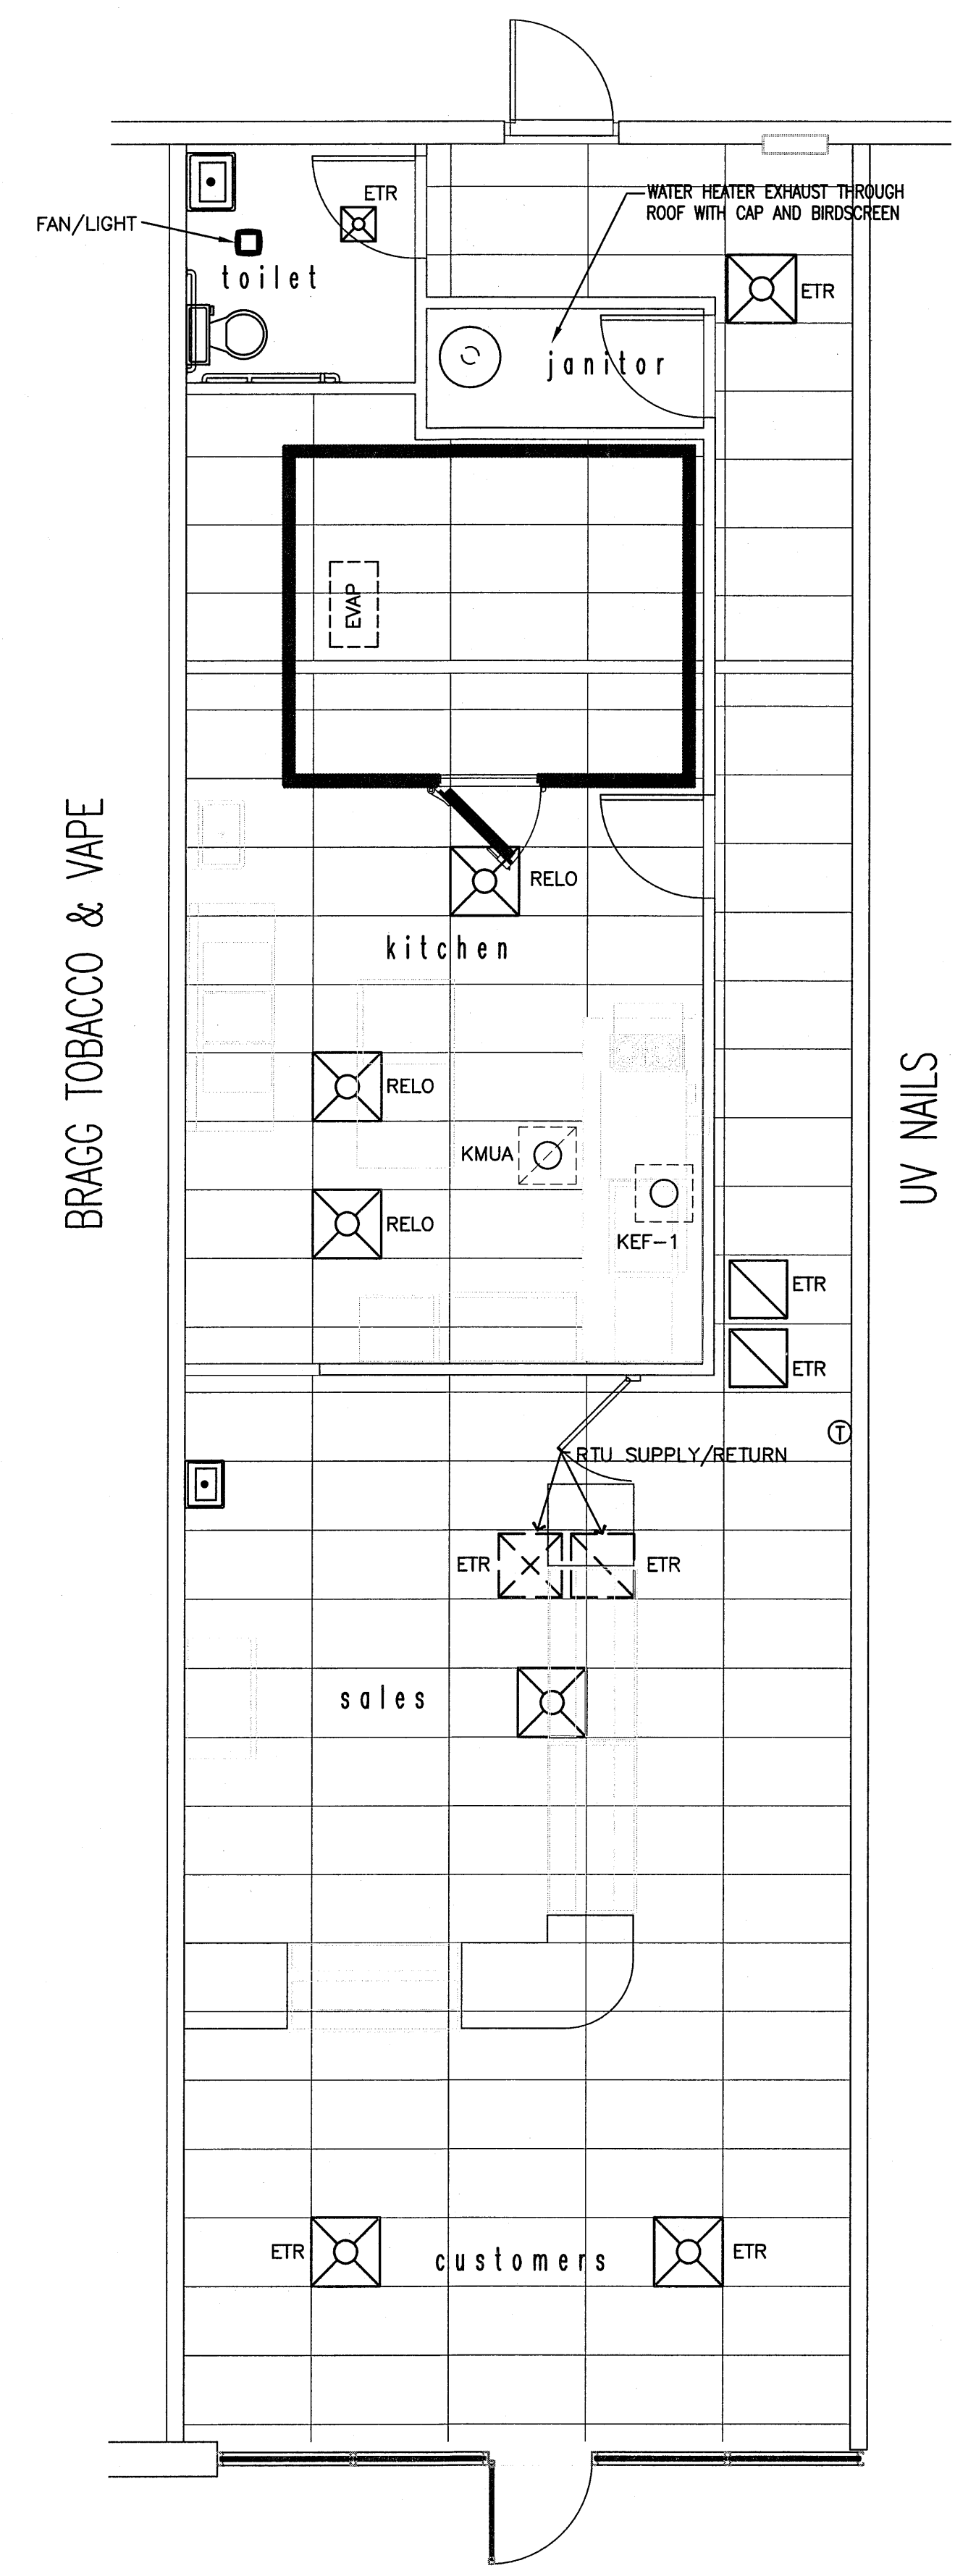 WATER HEATER EXHAUST THROUGH
ROOF WITH CAP AND BIRDSCREEN
ETR
FAN/LIGHT
toilet
ETR
janitor
EVAP
BRAGG TOBACCO & VAPE
RELO
kitchen
RELO
KMUA
UV NAILS
RELO
KEF-1
ETR
ETR
T
RTU SUPPLY/RETURN
ETR
ETR
sales
ETR
customers
ETR